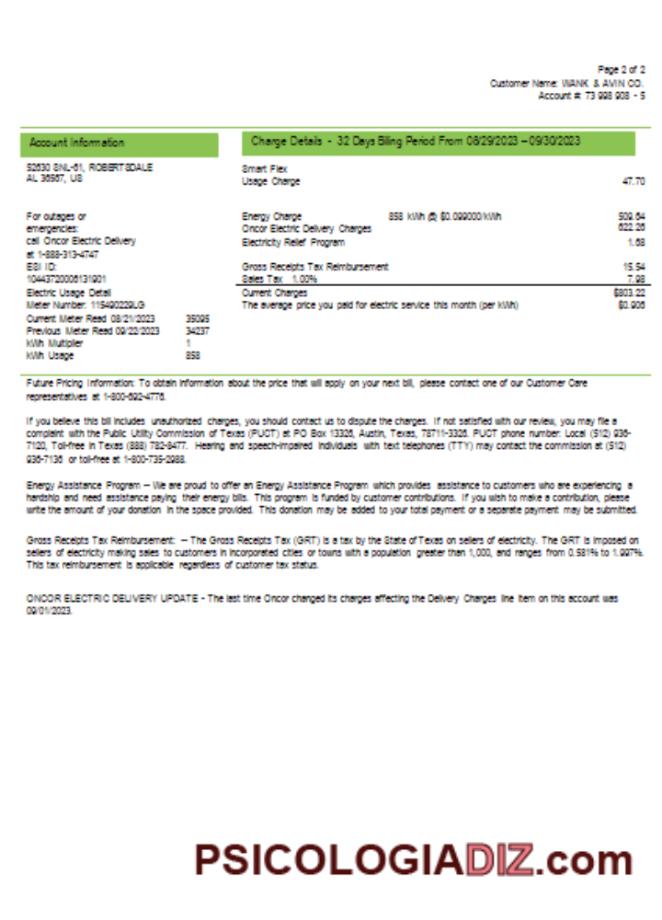 Page 2 of 2
Customer Name: WANK & AVIN CO.
Account #: 73 998 908 - 5
Account Information
Charge Details - 32 Days Biling Period From 08/29/2023 – 09/30/2023
52630 SNL-61, ROBERTSDALE
AL 36567, US
Smart Flex
Usage Charge 47.70
For outages or
emergencies:
call Oncor Electric Delivery
at 1-888-313-4747
ESI ID:
10443720006131901
Energy Charge 858 kWh @ $0.099000/kWh 509.64
Oncor Electric Delivery Charges 622.26
Electricity Relief Program 1.68
Gross Receipts Tax Reimbursement 15.54
Sales Tax 1.00% 7.98
Current Charges $803.22
The average price you paid for electric service this month (per kWh) $0.906
Electric Usage Detail
Meter Number: 115490229LG
Current Meter Read 08/21/2023 35095
Previous Meter Read 09/22/2023 34237
kWh Multiplier 1
kWh Usage 858
Future Pricing Information: To obtain information about the price that will apply on your next bill, please contact one of our Customer Care
representatives at 1-800-692-4776.
If you believe this bill includes unauthorized charges, you should contact us to dispute the charges. If not satisfied with our review, you may file a
complaint with the Public Utility Commission of Texas (PUCT) at PO Box 13326, Austin, Texas, 78711-3326. PUCT phone number: Local (512) 936-
7120, Toll-free in Texas (888) 782-8477. Hearing and speech-impaired individuals with text telephones (TTY) may contact the commission at (512)
936-7136 or toll-free at 1-800-735-2988.
Energy Assistance Program – We are proud to offer an Energy Assistance Program which provides assistance to customers who are experiencing a
hardship and need assistance paying their energy bills. This program is funded by customer contributions. If you wish to make a contribution, please
write the amount of your donation in the space provided. This donation may be added to your total payment or a separate payment may be submitted.
Gross Receipts Tax Reimbursement: – The Gross Receipts Tax (GRT) is a tax by the State of Texas on sellers of electricity. The GRT is imposed on
sellers of electricity making sales to customers in incorporated cities or towns with a population greater than 1,000, and ranges from 0.581% to 1.997%.
This tax reimbursement is applicable regardless of customer tax status.
ONCOR ELECTRIC DELIVERY UPDATE - The last time Oncor changed its charges affecting the Delivery Charges line item on this account was
09/01/2023.
PSICOLOGIADIZ.com